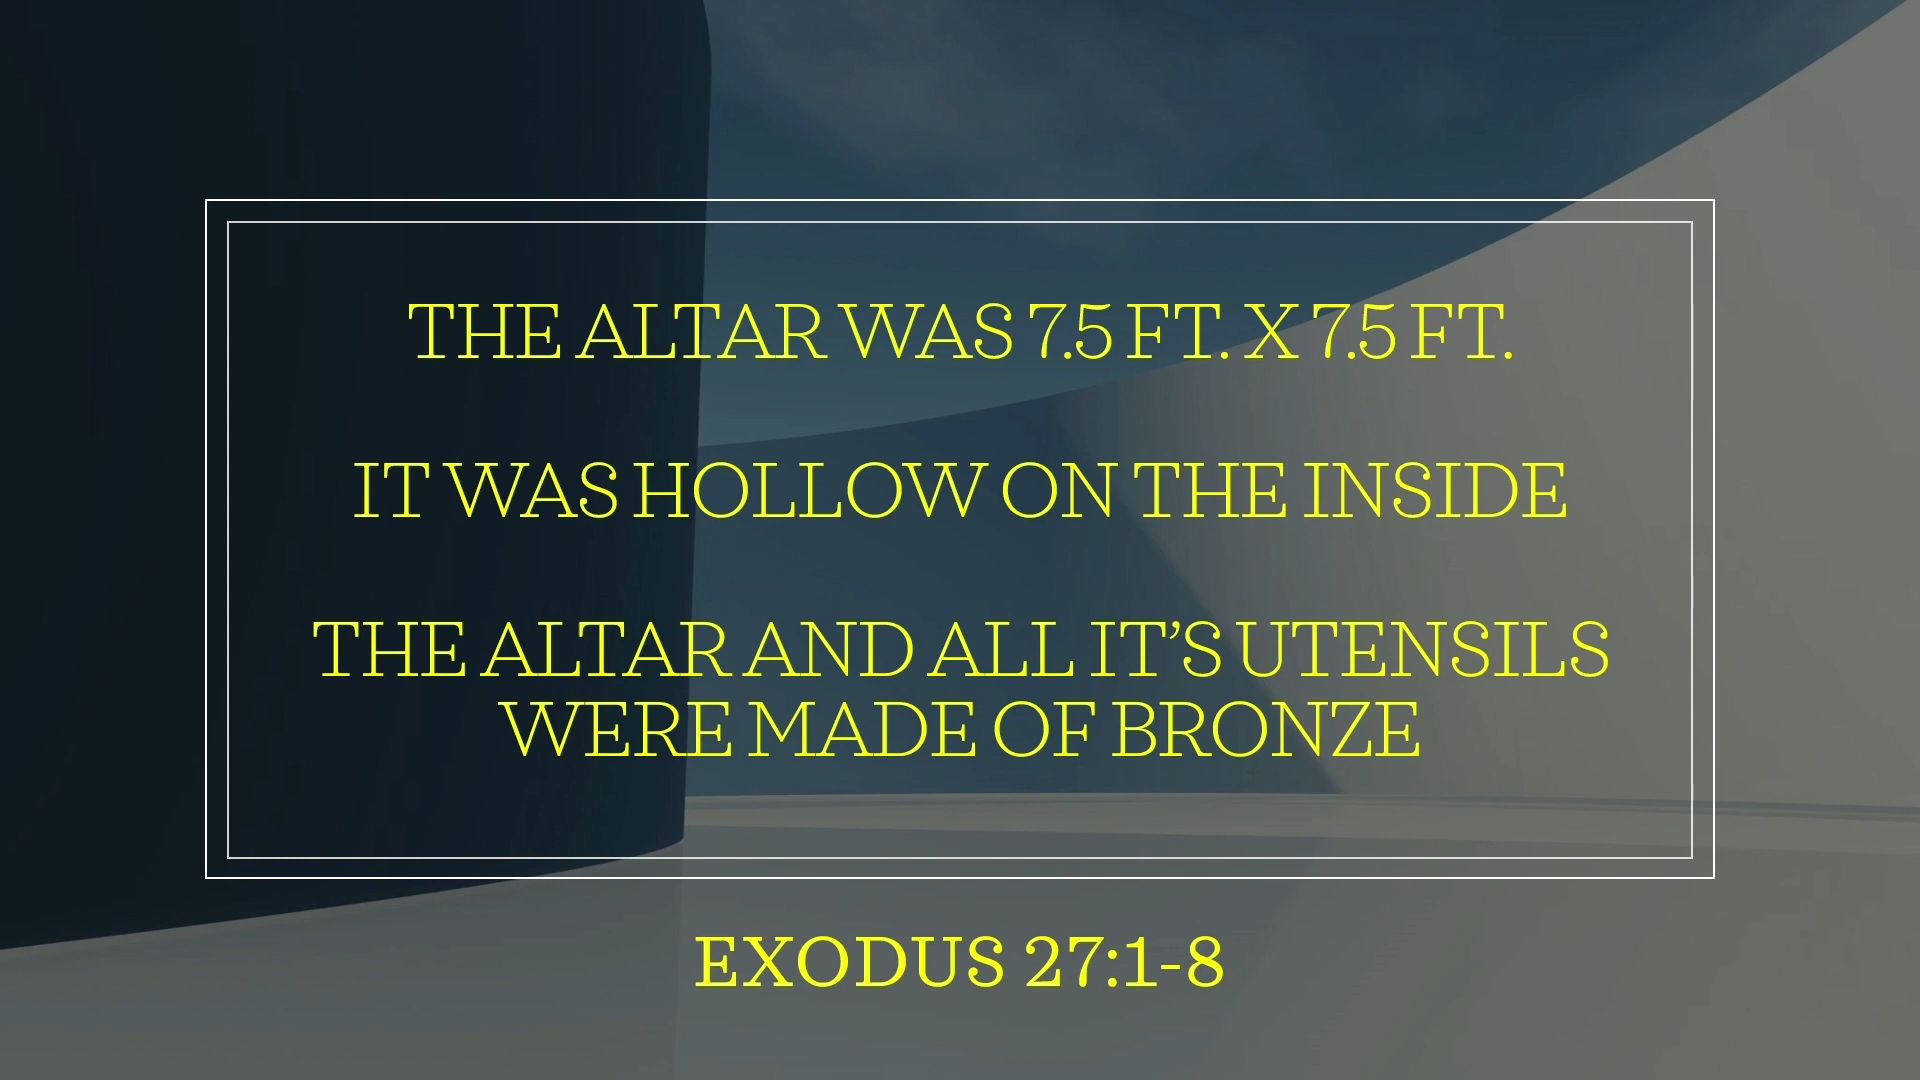 THE ALTAR WAS 7.5 FT. X 7.5 FT.
IT WAS HOLLOW ON THE INSIDE
THE ALTAR AND ALL IT’S UTENSILS
WERE MADE OF BRONZE
EXODUS 27:1-8